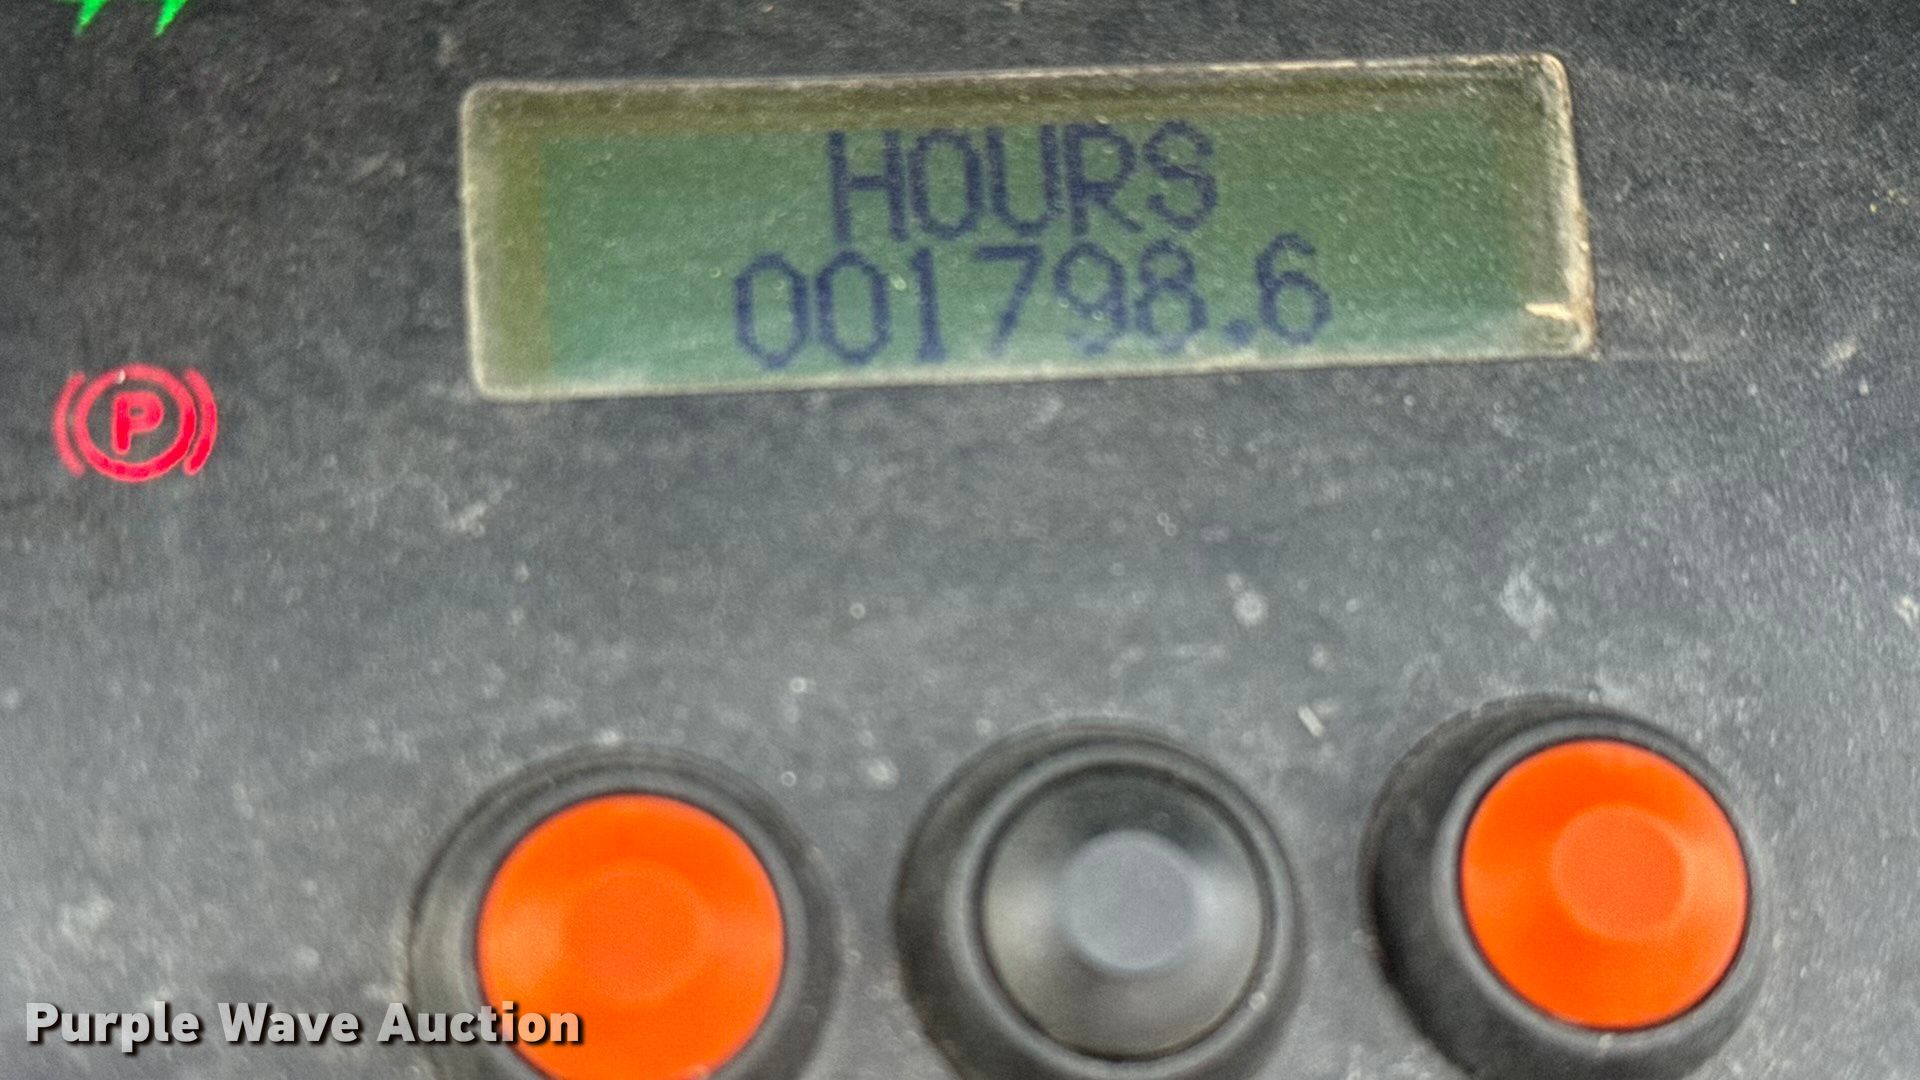 HOURS
001798.6
P
Purple Wave Auction